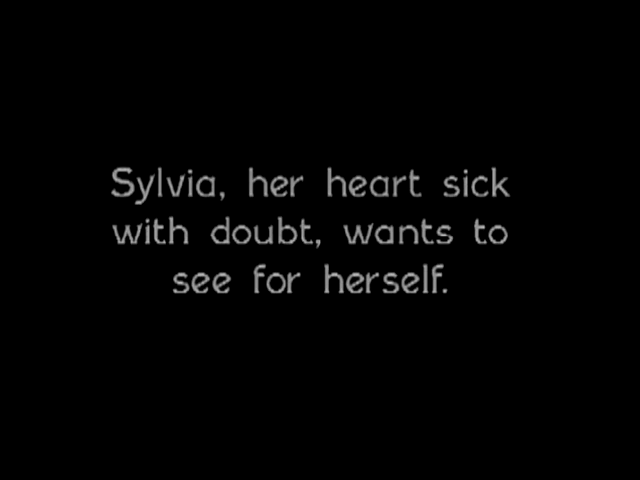 Sylvia, her heart sick
with doubt, wants to
see for herself.